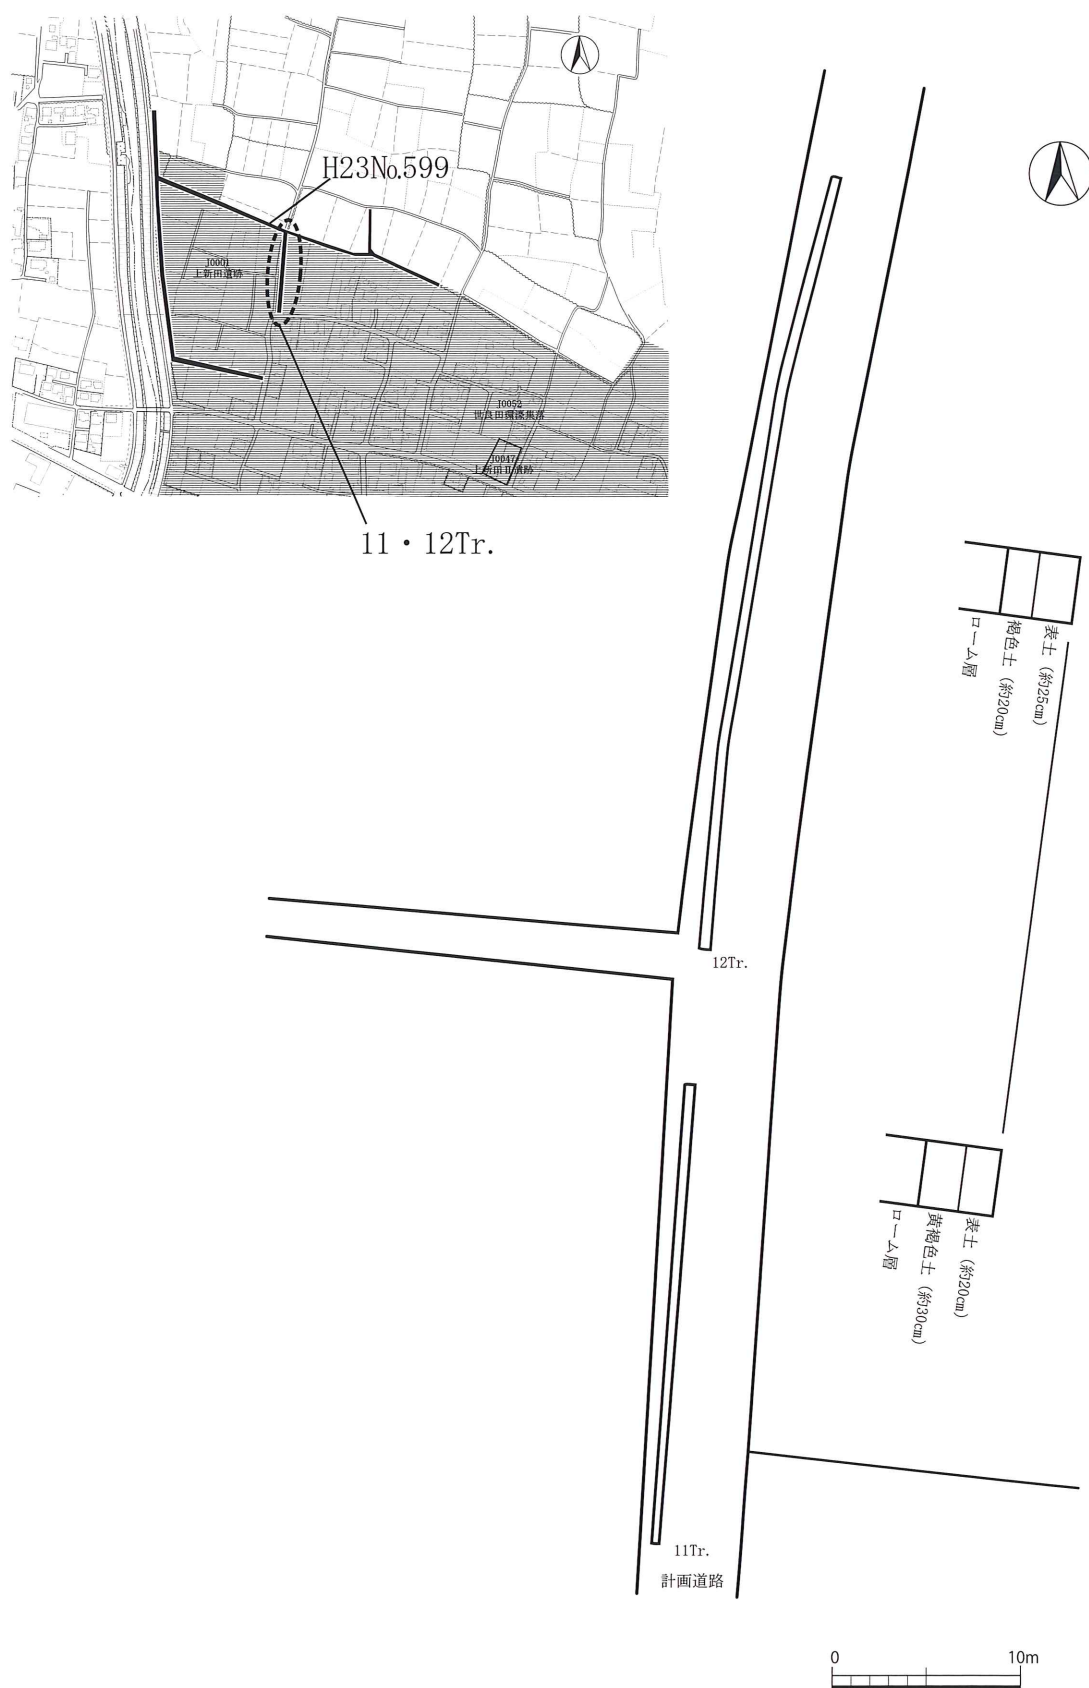 H23No.599
J0001
上新田遺跡
J0052
世良田環濠集落
J0047
上新田Ⅱ遺跡
11・12Tr.
表土 (約25cm)
褐色土 (約20cm)
ローム層
12Tr.
表土 (約20cm)
黄褐色土 (約30cm)
ローム層
11Tr.
計画道路
0 10m